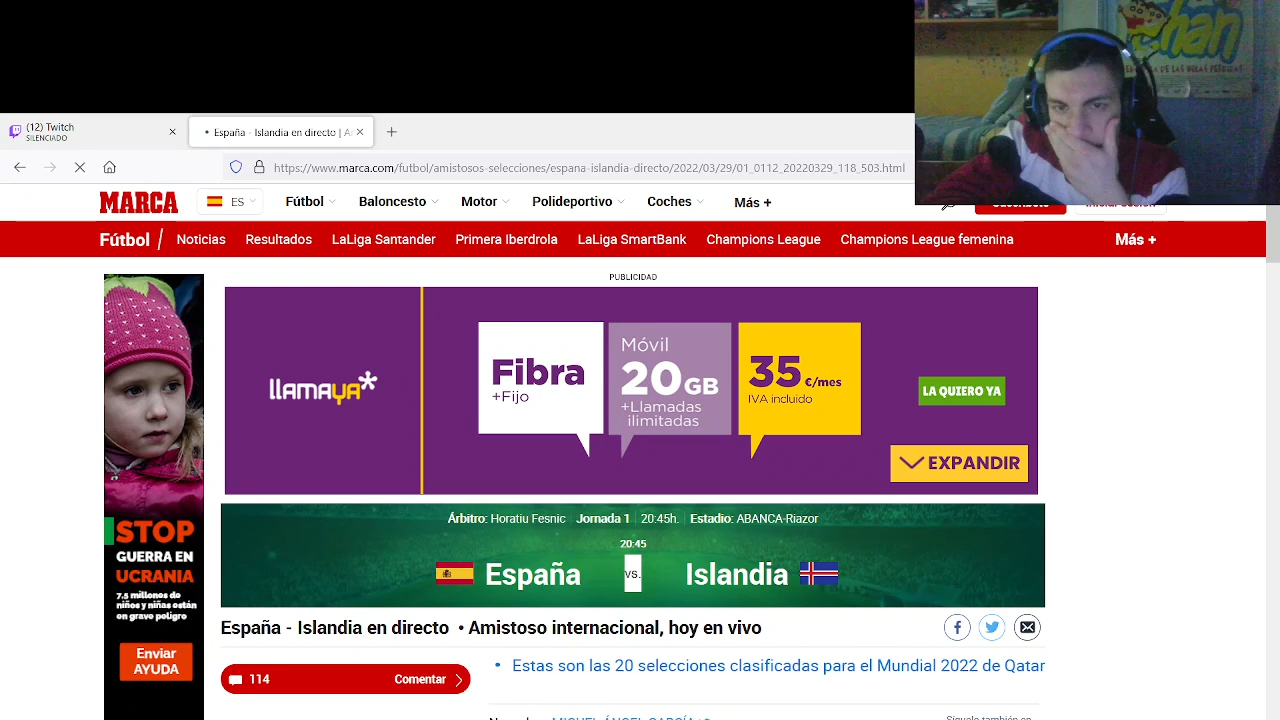 (12) Twitch
SILENCIADO
• España - Islandia en directo | A
https://www.marca.com/futbol/amistosos-selecciones/espana-islandia-directo/2022/03/29/01_0112_20220329_118_503.html
MARCA
ES
Fútbol
Baloncesto
Motor
Polideportivo
Coches
Más +
Fútbol
Noticias
Resultados
LaLiga Santander
Primera Iberdrola
LaLiga SmartBank
Champions League
Champions League femenina
Más +
PUBLICIDAD
llamaya*
Fibra
+Fijo
Móvil
20GB
+Llamadas
ilimitadas
35€/mes
IVA incluido
LA QUIERO YA
EXPANDIR
STOP
GUERRA EN
UCRANIA
7,5 millones de
niños y niñas están
en grave peligro
Enviar
AYUDA
Árbitro: Horatiu Fesnic | Jornada 1 | 20:45h. | Estadio: ABANCA-Riazor
20:45
España
VS.
Islandia
España - Islandia en directo • Amistoso internacional, hoy en vivo
114
Comentar
• Estas son las 20 selecciones clasificadas para el Mundial 2022 de Qatar